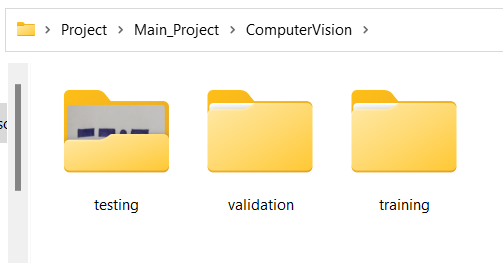 Project > Main_Project > ComputerVision >
testing
validation
training